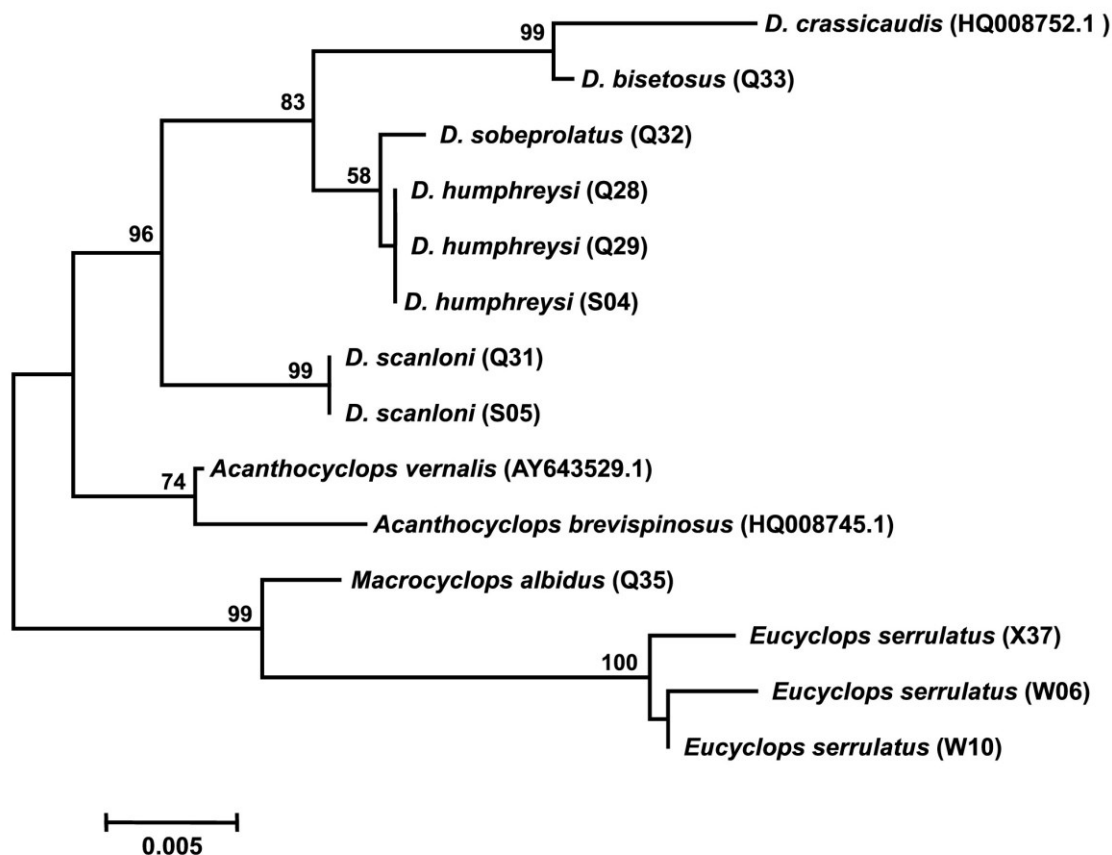 99
D. crassicaudis (HQ008752.1 )
D. bisetosus (Q33)
83
D. sobeprolatus (Q32)
58
D. humphreysi (Q28)
96
D. humphreysi (Q29)
D. humphreysi (S04)
99
D. scanloni (Q31)
D. scanloni (S05)
74
Acanthocyclops vernalis (AY643529.1)
Acanthocyclops brevispinosus (HQ008745.1)
Macrocyclops albidus (Q35)
99
Eucyclops serrulatus (X37)
100
Eucyclops serrulatus (W06)
Eucyclops serrulatus (W10)
0.005